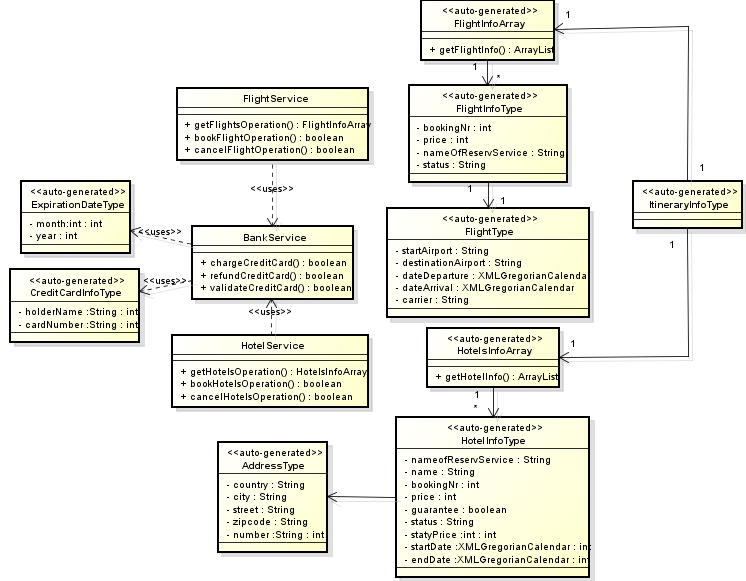 <<auto-generated>>
FlightInfoArray
+ getFlightInfo() : ArrayList
1
1
*
FlightService
+ getFlightsOperation() : FlightInfoArray
+ bookFlightOperation() : boolean
+ cancelFlightOperation() : boolean
<<auto-generated>>
FlightInfoType
- bookingNr : int
- price : int
- nameOfReservService : String
- status : String
1
1
1
<<uses>>
<<auto-generated>>
ExpirationDateType
- month:int : int
- year : int
<<uses>>
<<auto-generated>>
ItineraryInfoType
1
BankService
+ chargeCreditCard() : boolean
+ refundCreditCard() : boolean
+ validateCreditCard() : boolean
<<auto-generated>>
FlightType
- startAirport : String
- destinationAirport : String
- dateDeparture : XMLGregorianCalendar
- dateArrival : XMLGregorianCalendar
- carrier : String
<<auto-generated>>
CreditCardInfoType
- holderName :String : int
- cardNumber :String : int
<<uses>>
<<uses>>
HotelService
+ getHotelsOperation() : HotelsInfoArray
+ bookHotelsOperation() : boolean
+ cancelHotelsOperation() : boolean
<<auto-generated>>
HotelsInfoArray
+ getHotelInfo() : ArrayList
1
1
*
<<auto-generated>>
HotelInfoType
- nameofReservService : String
- name : String
- bookingNr : int
- price : int
- guarantee : boolean
- status : String
- statyPrice :int : int
- startDate :XMLGregorianCalendar : int
- endDate :XMLGregorianCalendar : int
<<auto-generated>>
AddressType
- country : String
- city : String
- street : String
- zipcode : String
- number :String : int